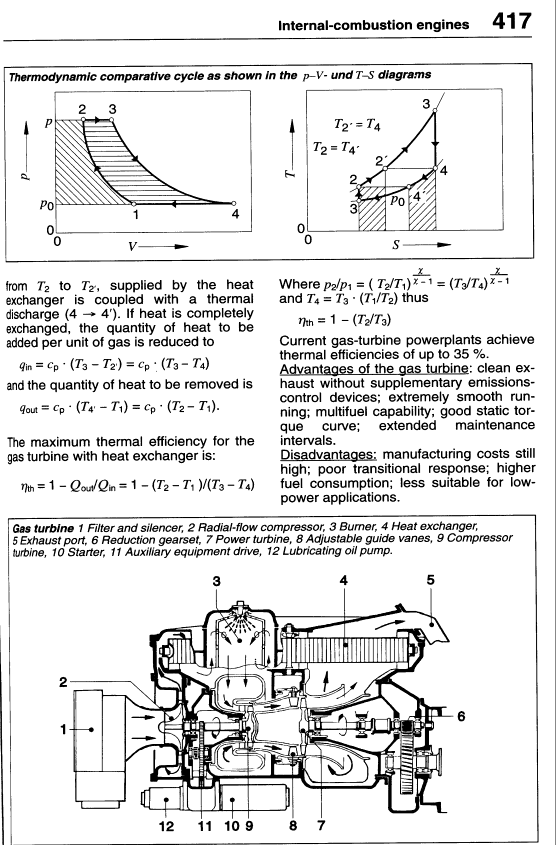 Internal-combustion engines 417
Thermodynamic comparative cycle as shown in the p–V- und T–S diagrams
2 3
p
p
p0
0
0
1
4
V
3
T2′ = T4
T2 = T4′
T
2′
2
4
p0 4′
3
0
0
S
from T2 to T2′, supplied by the heat
exchanger is coupled with a thermal
discharge (4 → 4′). If heat is completely
exchanged, the quantity of heat to be
added per unit of gas is reduced to
qin = cp · (T3 – T2′) = cp · (T3 – T4)
and the quantity of heat to be removed is
qout = cp · (T4′ – T1) = cp · (T2 – T1).
The maximum thermal efficiency for the
gas turbine with heat exchanger is:
ηth = 1 – Qout/Qin = 1 – (T2 – T1 )/(T3 – T4)
Where p2/p1 = ( T2/T1)^(χ/(χ – 1)) = (T3/T4)^(χ/(χ – 1))
and T4 = T3 · (T1/T2) thus
ηth = 1 – (T2/T3)
Current gas-turbine powerplants achieve
thermal efficiencies of up to 35 %.
Advantages of the gas turbine: clean ex-
haust without supplementary emissions-
control devices; extremely smooth run-
ning; multifuel capability; good static tor-
que curve; extended maintenance
intervals.
Disadvantages: manufacturing costs still
high; poor transitional response; higher
fuel consumption; less suitable for low-
power applications.
Gas turbine 1 Filter and silencer, 2 Radial-flow compressor, 3 Burner, 4 Heat exchanger,
5 Exhaust port, 6 Reduction gearset, 7 Power turbine, 8 Adjustable guide vanes, 9 Compressor
turbine, 10 Starter, 11 Auxiliary equipment drive, 12 Lubricating oil pump.
3 4 5
2
1
6
12 11 10 9 8 7